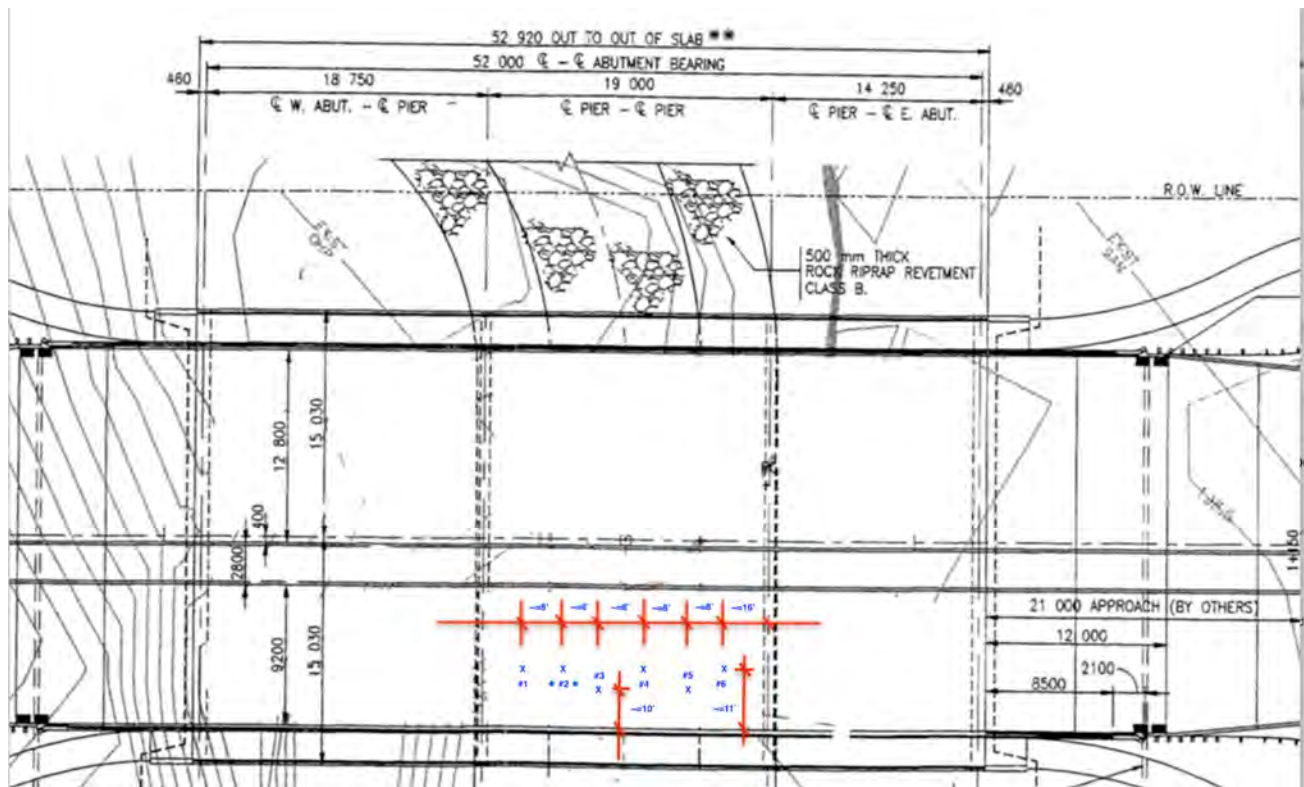 52 920 OUT TO OUT OF SLAB **
52 000 ℄ - ℄ ABUTMENT BEARING
460 18 750 19 000 14 250 460
℄ W. ABUT. - ℄ PIER ℄ PIER - ℄ PIER ℄ PIER - ℄ E. ABUT.
R.O.W. LINE
500 mm THICK
ROCK RIPRAP REVETMENT
CLASS B.
12 800
15 030
400
2800
1+150
21 000 APPROACH (BY OTHERS)
12 000
2100
8500
9200
15 030
~=8' ~=8' ~=16'
X X X X
#1 * #2 * #3 #4 #5 #6
X X
~=10' ~=11'